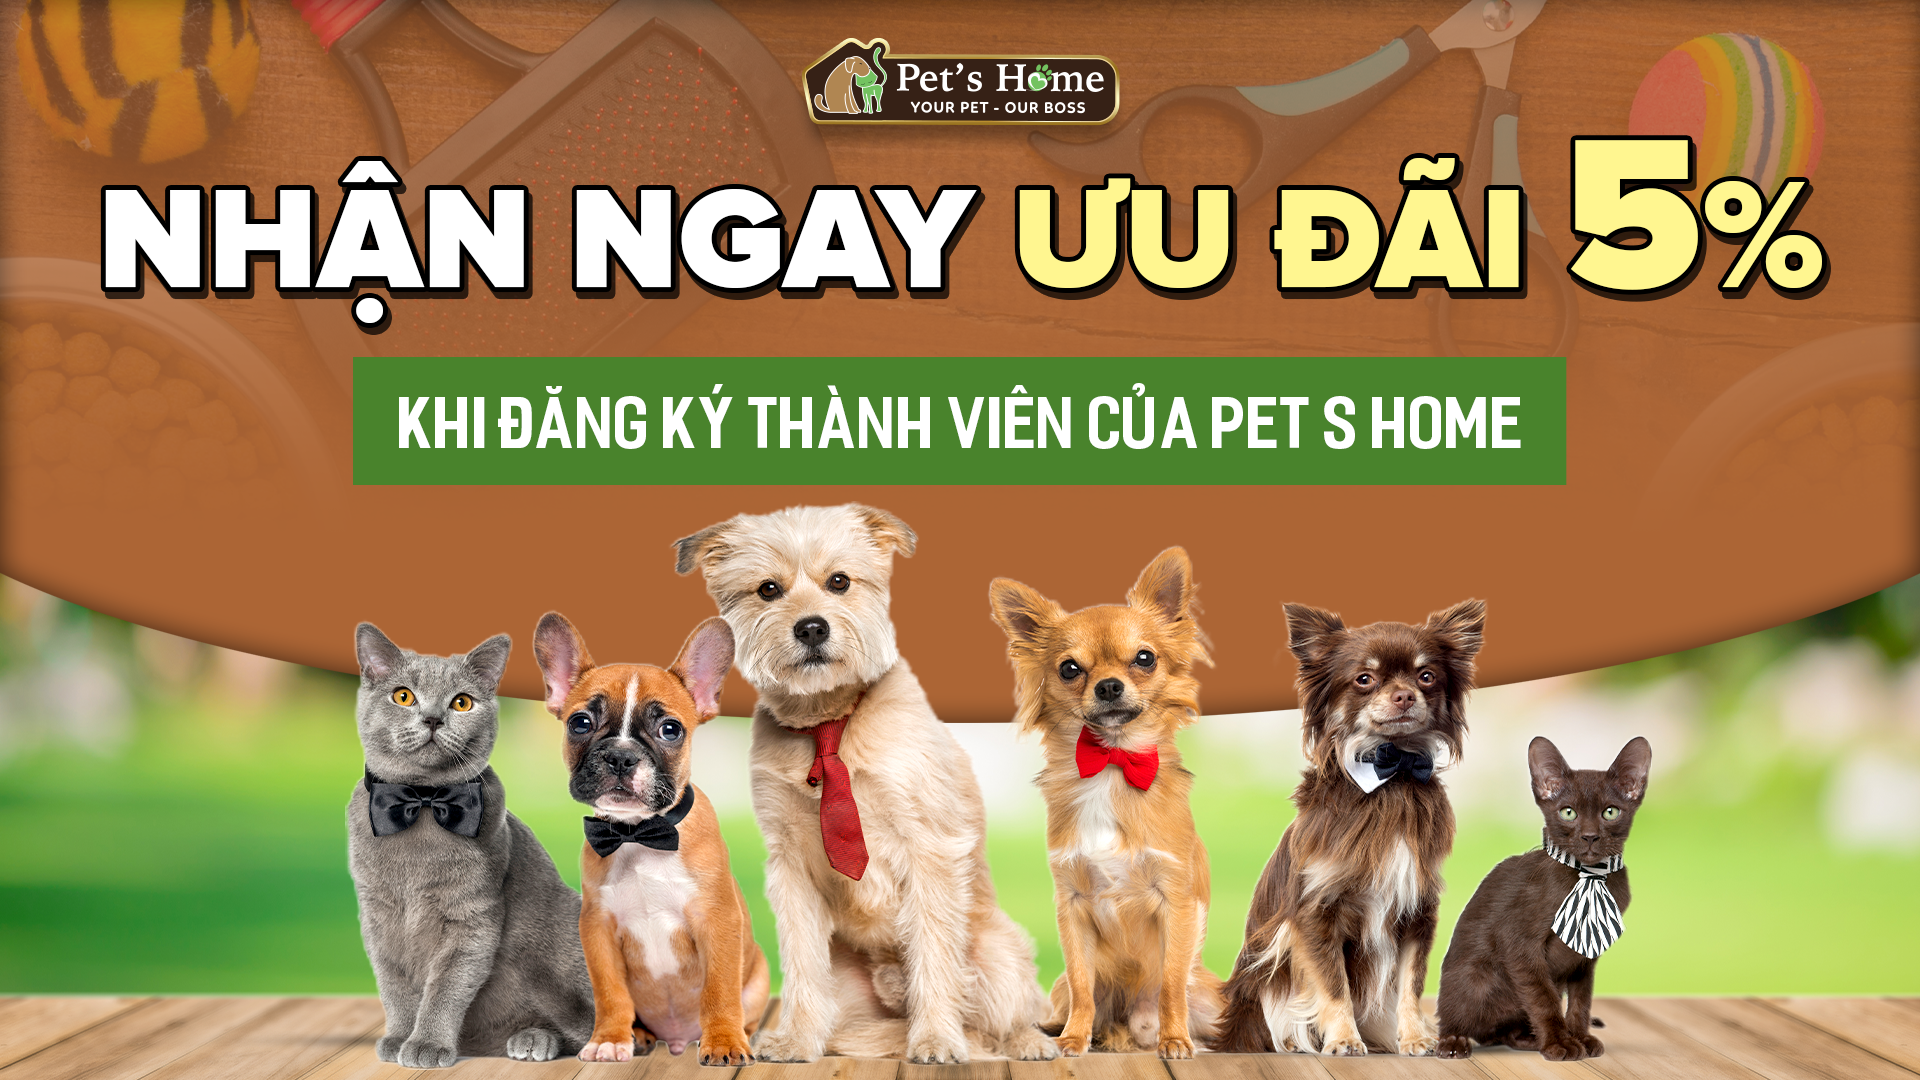 Pet's Home
YOUR PET - OUR BOSS
NHẬN NGAY ƯU ĐÃI 5%
KHI ĐĂNG KÝ THÀNH VIÊN CỦA PET S HOME